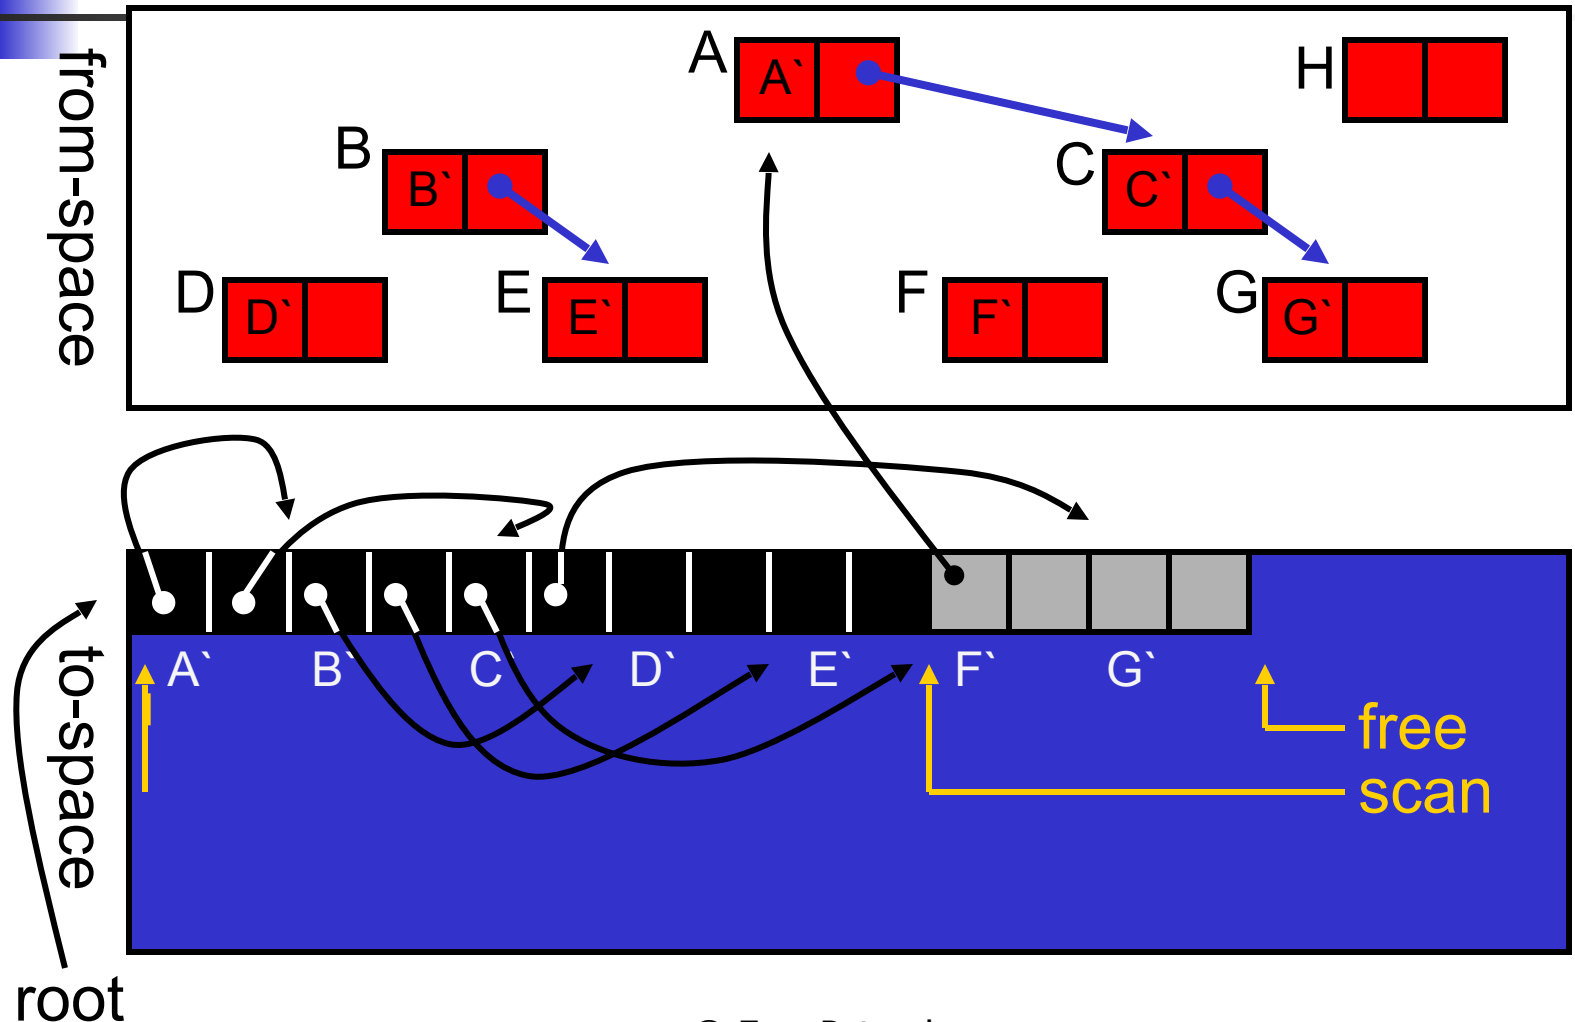 from-space
A
A`
H
B
B`
C
C`
D
D`
E
E`
F
F`
G
G`
to-space
A`
B`
C`
D`
E`
F`
G`
free
scan
root